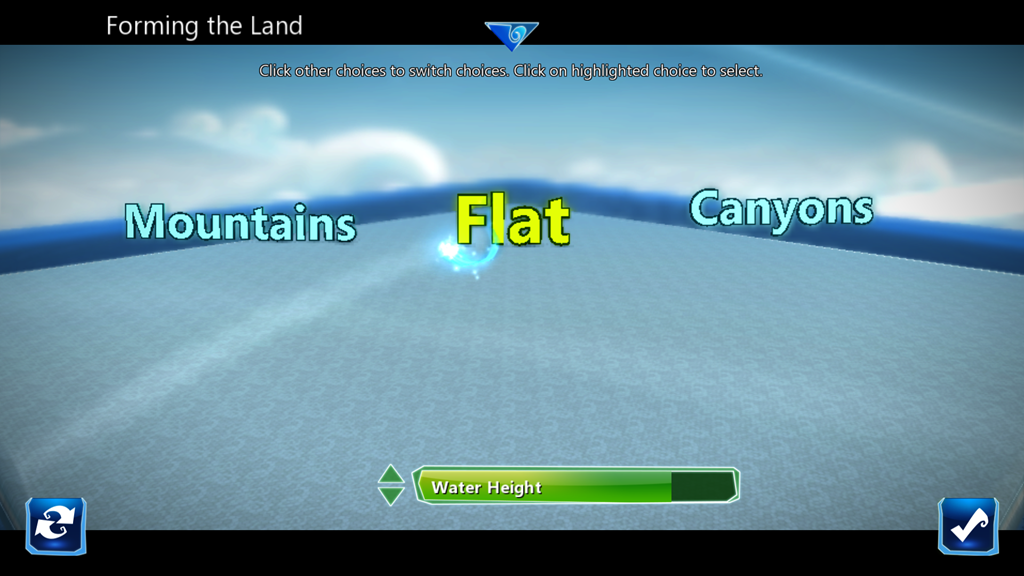 Forming the Land
Click other choices to switch choices. Click on highlighted choice to select.
Mountains Flat Canyons
Water Height